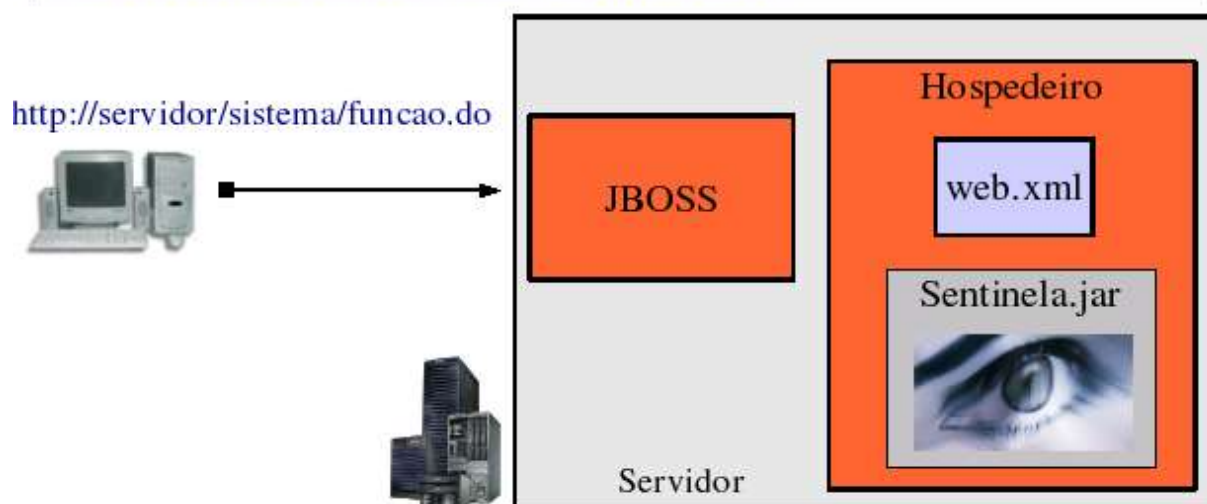 http://servidor/sistema/funcao.do
JBOSS
Hospedeiro
web.xml
Sentinela.jar
Servidor